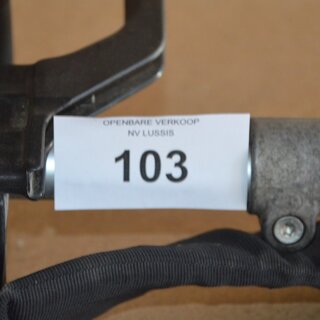 OPENBARE VERKOOP
NV LUSSIS
103